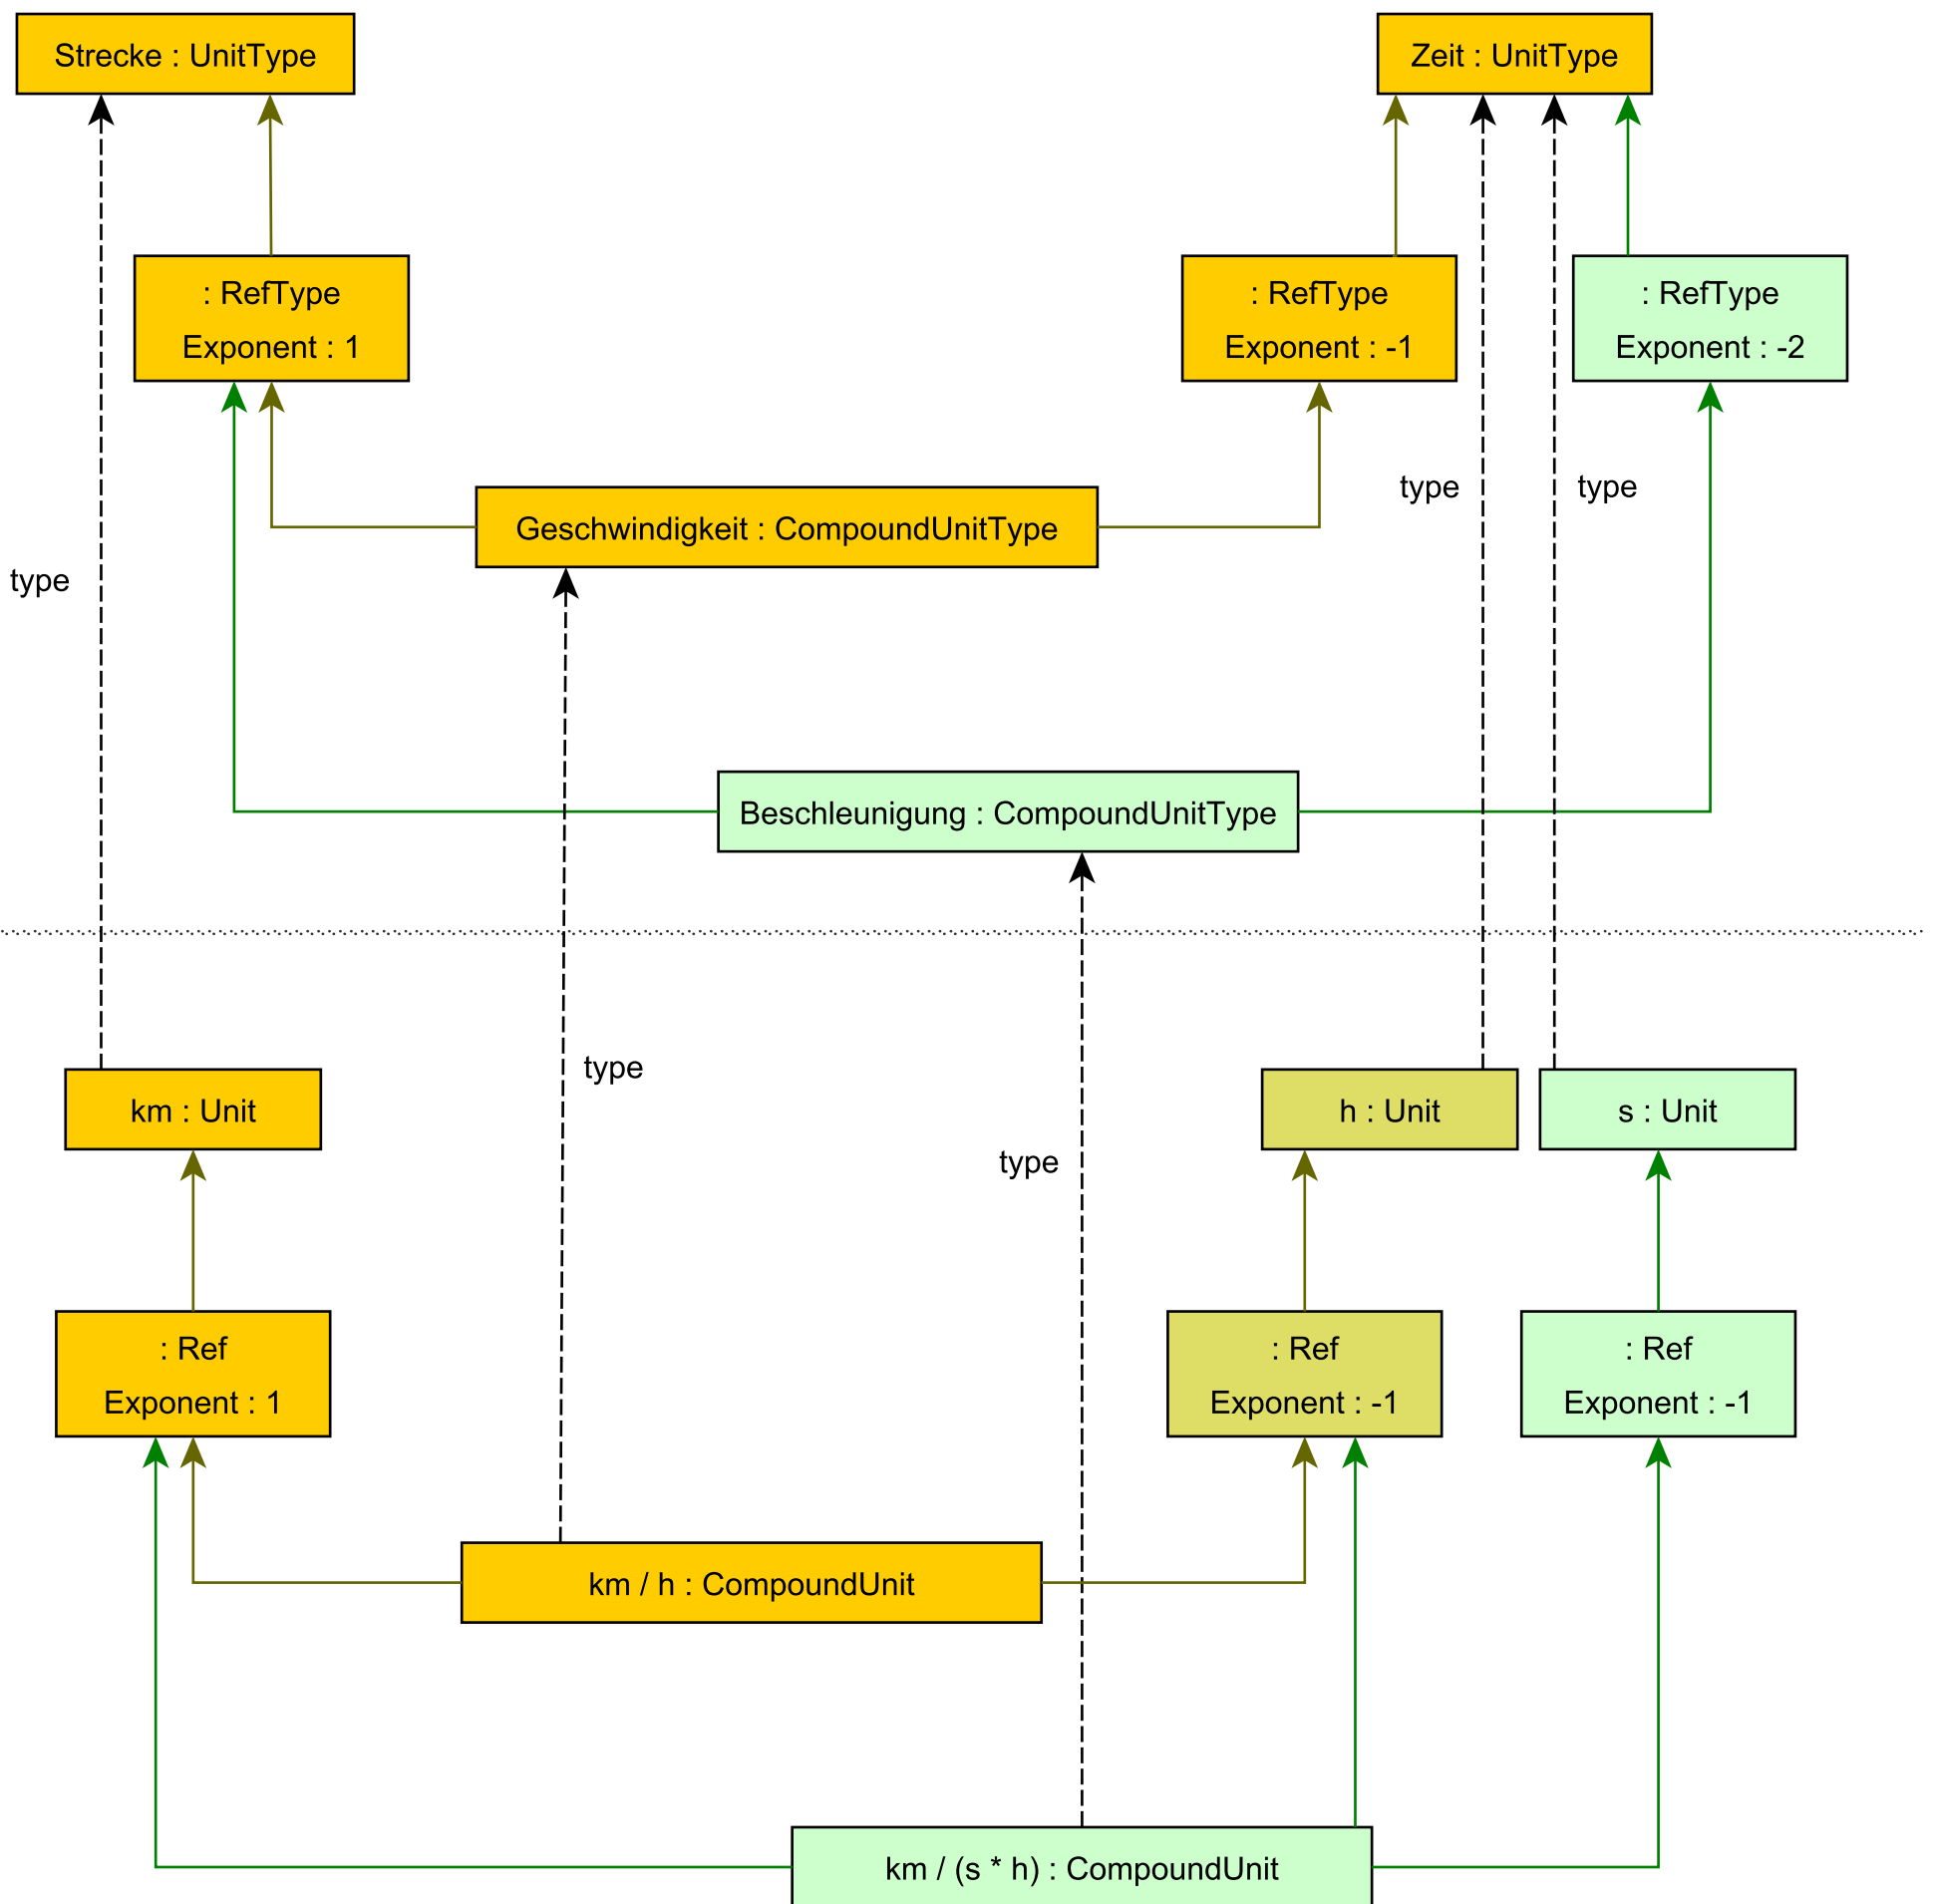 Strecke : UnitType
Zeit : UnitType
: RefType
Exponent : 1
: RefType
Exponent : -1
: RefType
Exponent : -2
type
type
Geschwindigkeit : CompoundUnitType
type
Beschleunigung : CompoundUnitType
type
km : Unit
h : Unit
s : Unit
type
: Ref
Exponent : 1
: Ref
Exponent : -1
: Ref
Exponent : -1
km / h : CompoundUnit
km / (s * h) : CompoundUnit